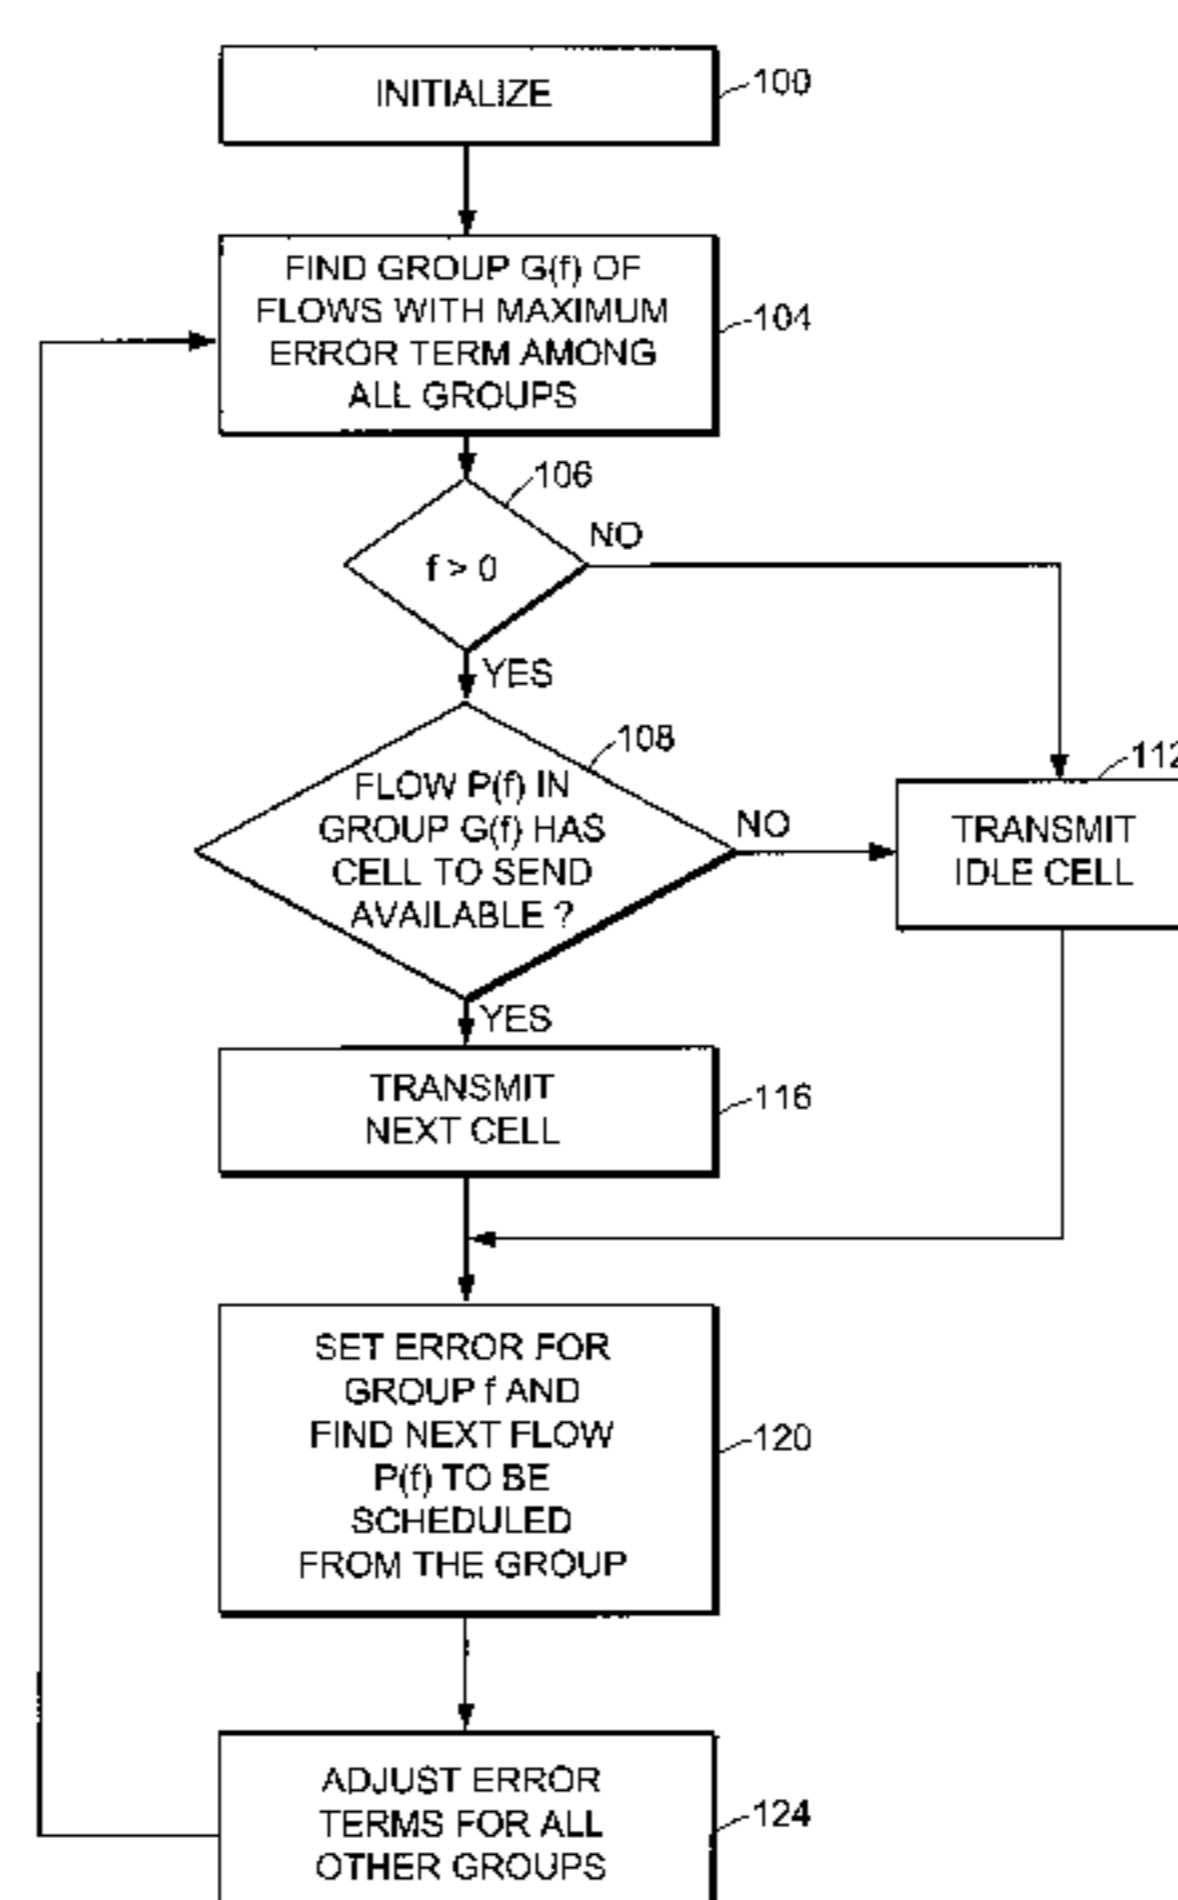 INITIALIZE
100
FIND GROUP G(f) OF
FLOWS WITH MAXIMUM
ERROR TERM AMONG
ALL GROUPS
104
106
f > 0
NO
YES
108
FLOW P(f) IN
GROUP G(f) HAS
CELL TO SEND
AVAILABLE ?
NO
112
TRANSMIT
IDLE CELL
YES
TRANSMIT
NEXT CELL
116
SET ERROR FOR
GROUP f AND
FIND NEXT FLOW
P(f) TO BE
SCHEDULED
FROM THE GROUP
120
ADJUST ERROR
TERMS FOR ALL
OTHER GROUPS
124